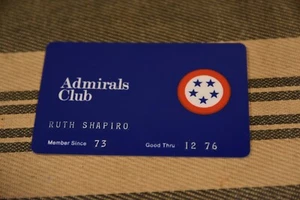 Admirals
Club
RUTH SHAPIRO
Member Since 73 Good Thru 12 76